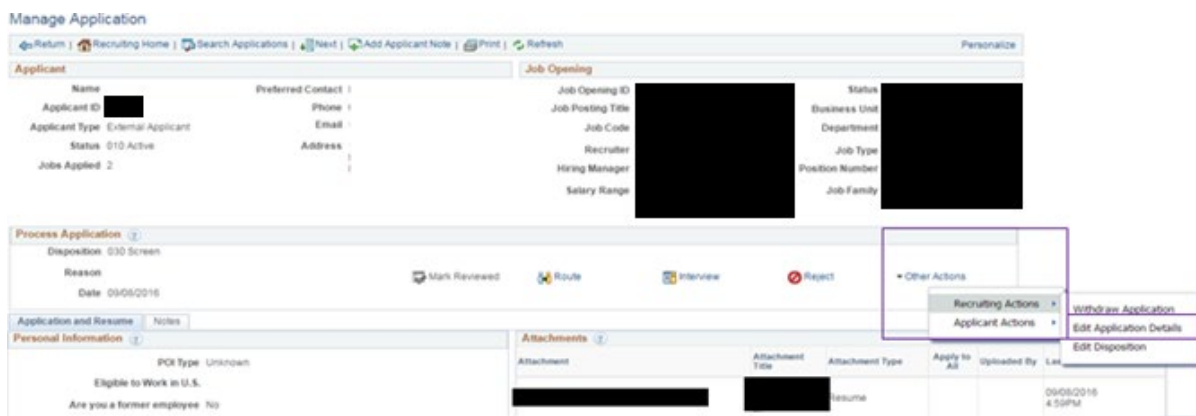 Manage Application
Return | Recruiting Home | Search Applications | Next | Add Applicant Note | Print | Refresh Personalize
Applicant Job Opening
Name Preferred Contact Job Opening ID Status
Applicant ID Phone Job Posting Title Business Unit
Applicant Type External Applicant Email Job Code Department
Status 010 Active Address Recruiter Job Type
Jobs Applied 2 Hiring Manager Position Number
Salary Range Job Family
Process Application
Disposition 030 Screen
Reason Mark Reviewed Route Interview Reject Other Actions
Date 09/08/2016
Recruiting Actions Withdraw Application
Application and Resume Notes Applicant Actions Edit Application Details
Personal Information Attachments Edit Disposition
POI Type Unknown Attachment Attachment Title Attachment Type Apply to All Uploaded By
Eligible to Work in U.S.
Are you a former employee No Resume 09/08/2016 4:59PM